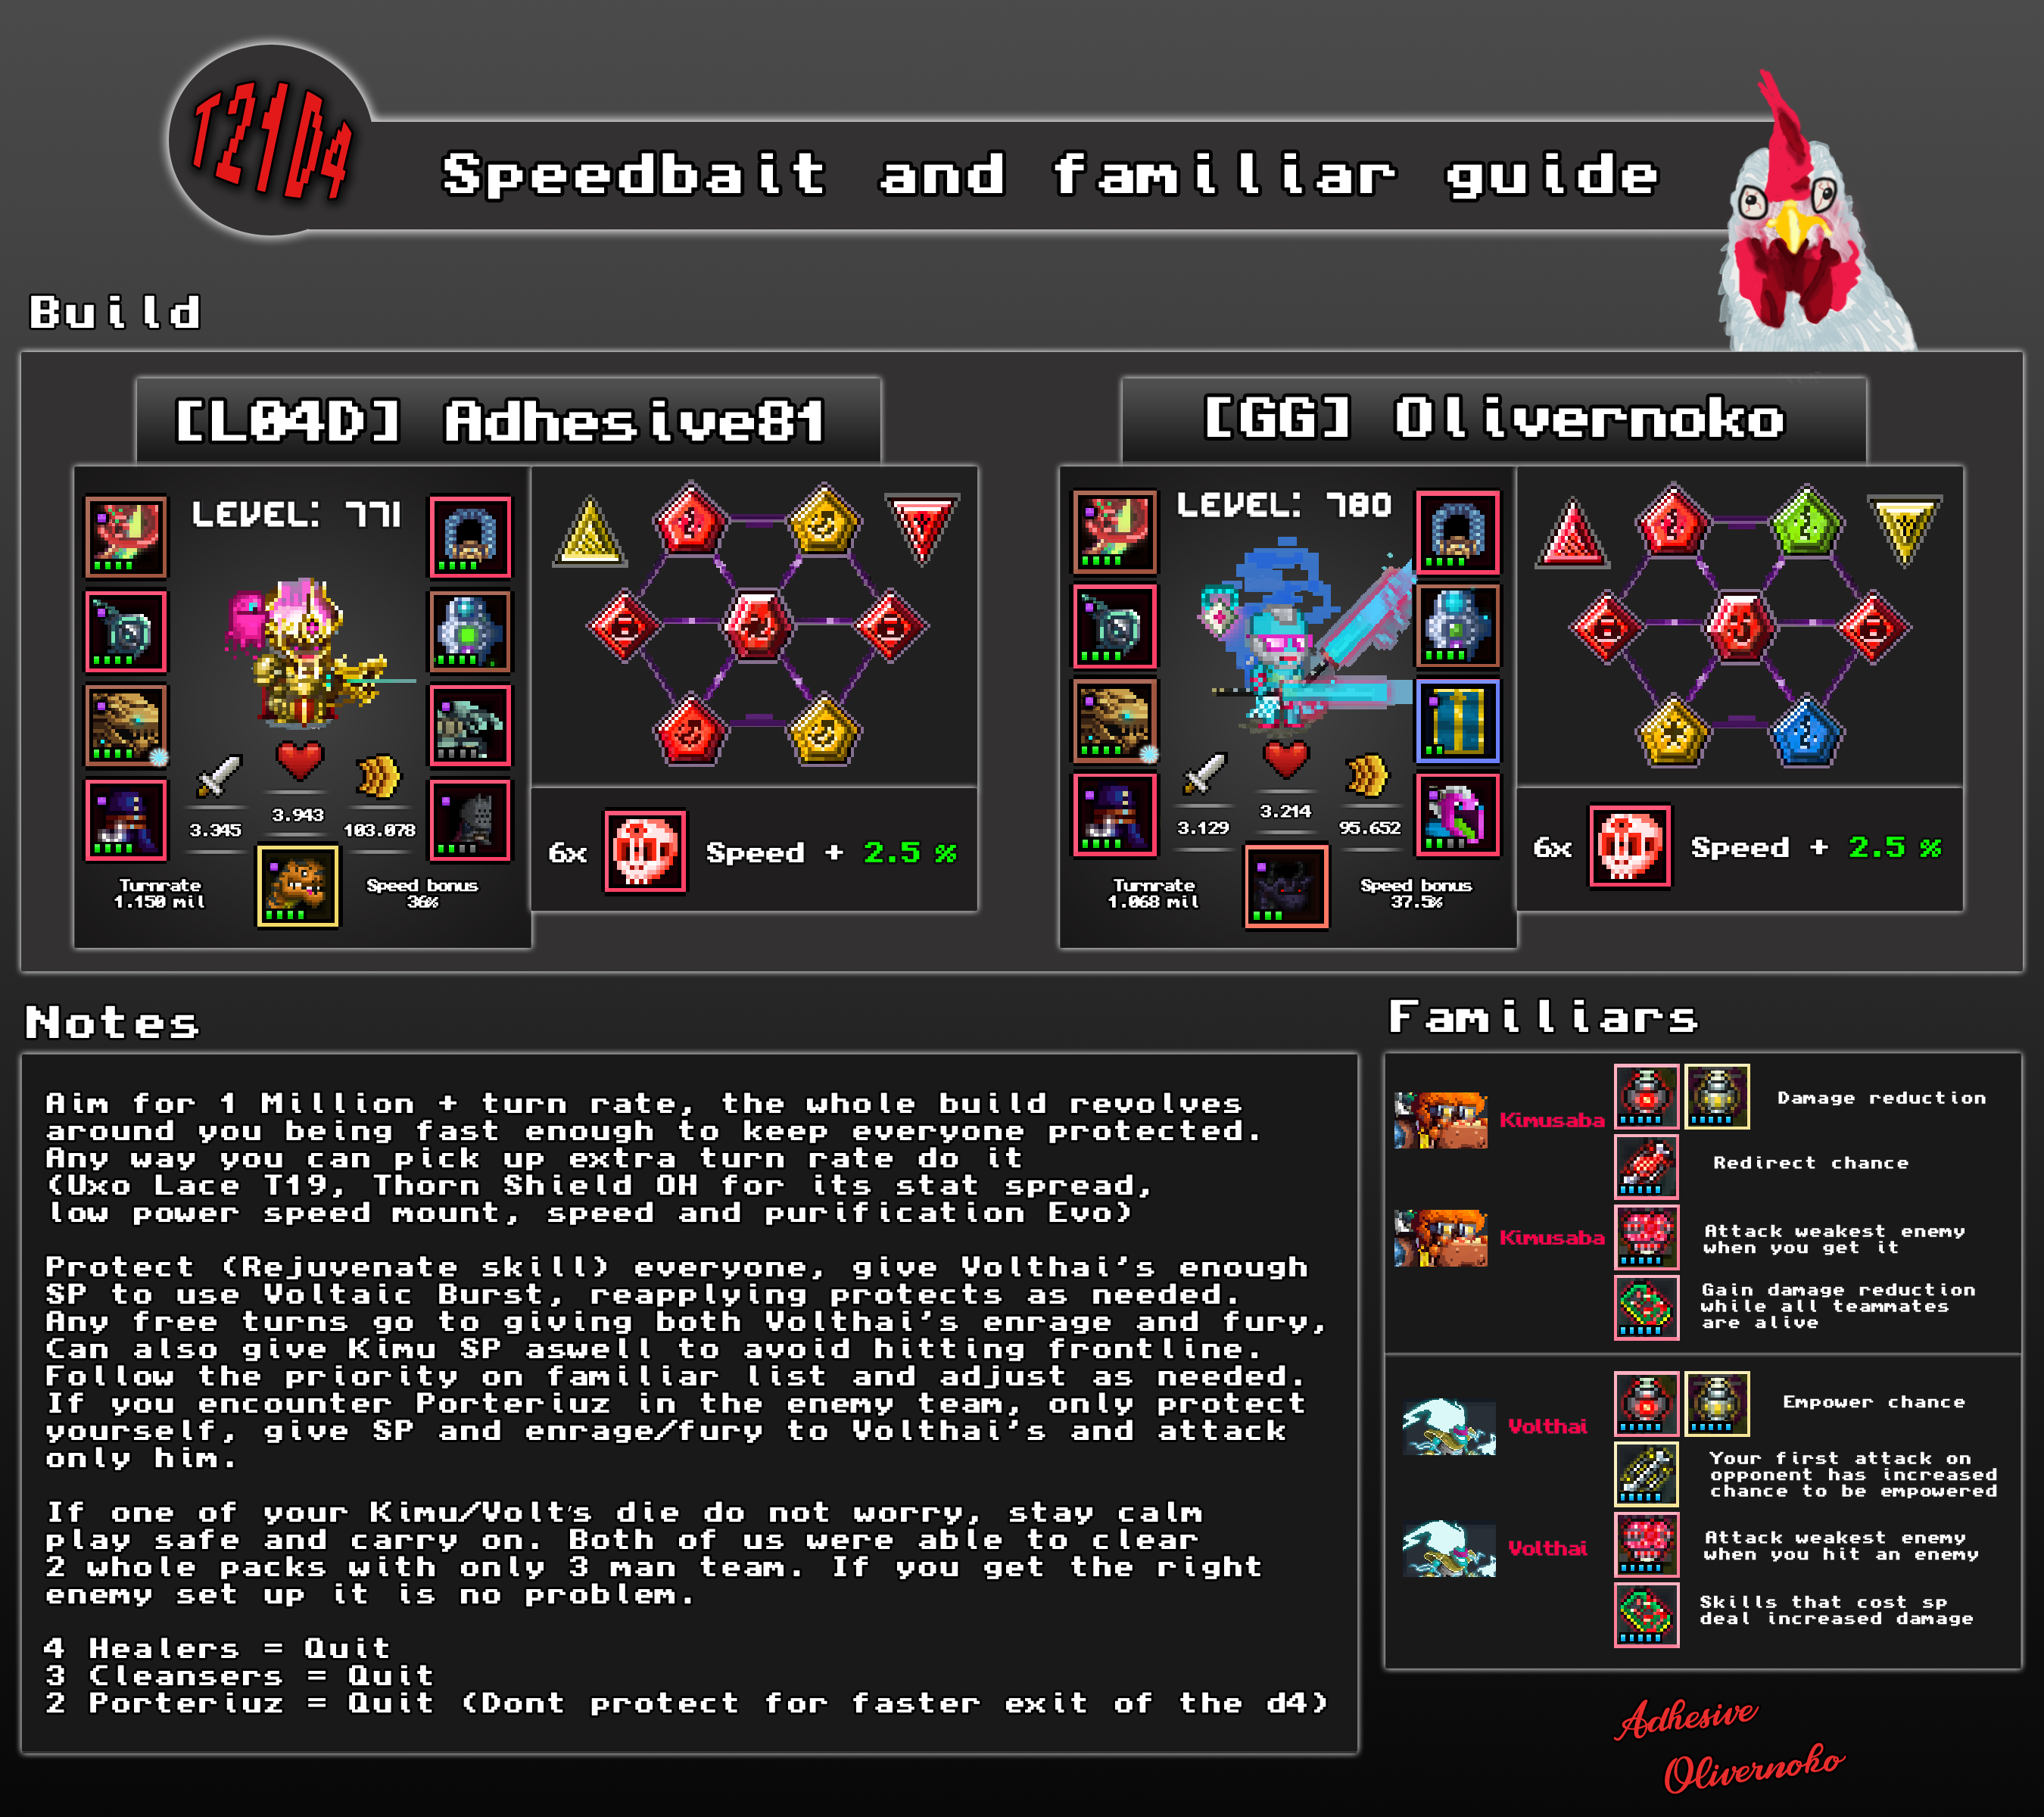 T21D4
Speedbait and familiar guide
Build
[L04D] Adhesive81
LEVEL: 771
3.345
3.943
103.078
Turnrate
1.150 mil
Speed bonus
36%
6x
Speed + 2.5 %
[GG] Olivernoko
LEVEL: 780
3.129
3.214
95.652
Turnrate
1.068 mil
Speed bonus
37.5%
6x
Speed + 2.5 %
Notes
Aim for 1 Million + turn rate, the whole build revolves
around you being fast enough to keep everyone protected.
Any way you can pick up extra turn rate do it
(Uxo Lace T19, Thorn Shield OH for its stat spread,
low power speed mount, speed and purification Evo)
Protect (Rejuvenate skill) everyone, give Volthai's enough
SP to use Voltaic Burst, reapplying protects as needed.
Any free turns go to giving both Volthai's enrage and fury,
Can also give Kimu SP aswell to avoid hitting frontline.
Follow the priority on familiar list and adjust as needed.
If you encounter Porteriuz in the enemy team, only protect
yourself, give SP and enrage/fury to Volthai's and attack
only him.
If one of your Kimu/Volt's die do not worry, stay calm
play safe and carry on. Both of us were able to clear
2 whole packs with only 3 man team. If you get the right
enemy set up it is no problem.
4 Healers = Quit
3 Cleansers = Quit
2 Porteriuz = Quit (Dont protect for faster exit of the d4)
Familiars
Kimusaba
Damage reduction
Redirect chance
Kimusaba
Attack weakest enemy
when you get it
Gain damage reduction
while all teammates
are alive
Volthai
Empower chance
Your first attack on
opponent has increased
chance to be empowered
Volthai
Attack weakest enemy
when you hit an enemy
Skills that cost sp
deal increased damage
Adhesive
Olivernoko